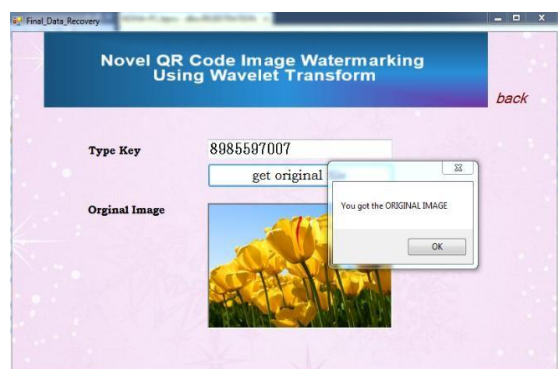 Final_Data_Recovery
Novel QR Code Image Watermarking
Using Wavelet Transform
back
Type Key
8985597007
get original
Orginal Image
You got the ORIGINAL IMAGE
OK